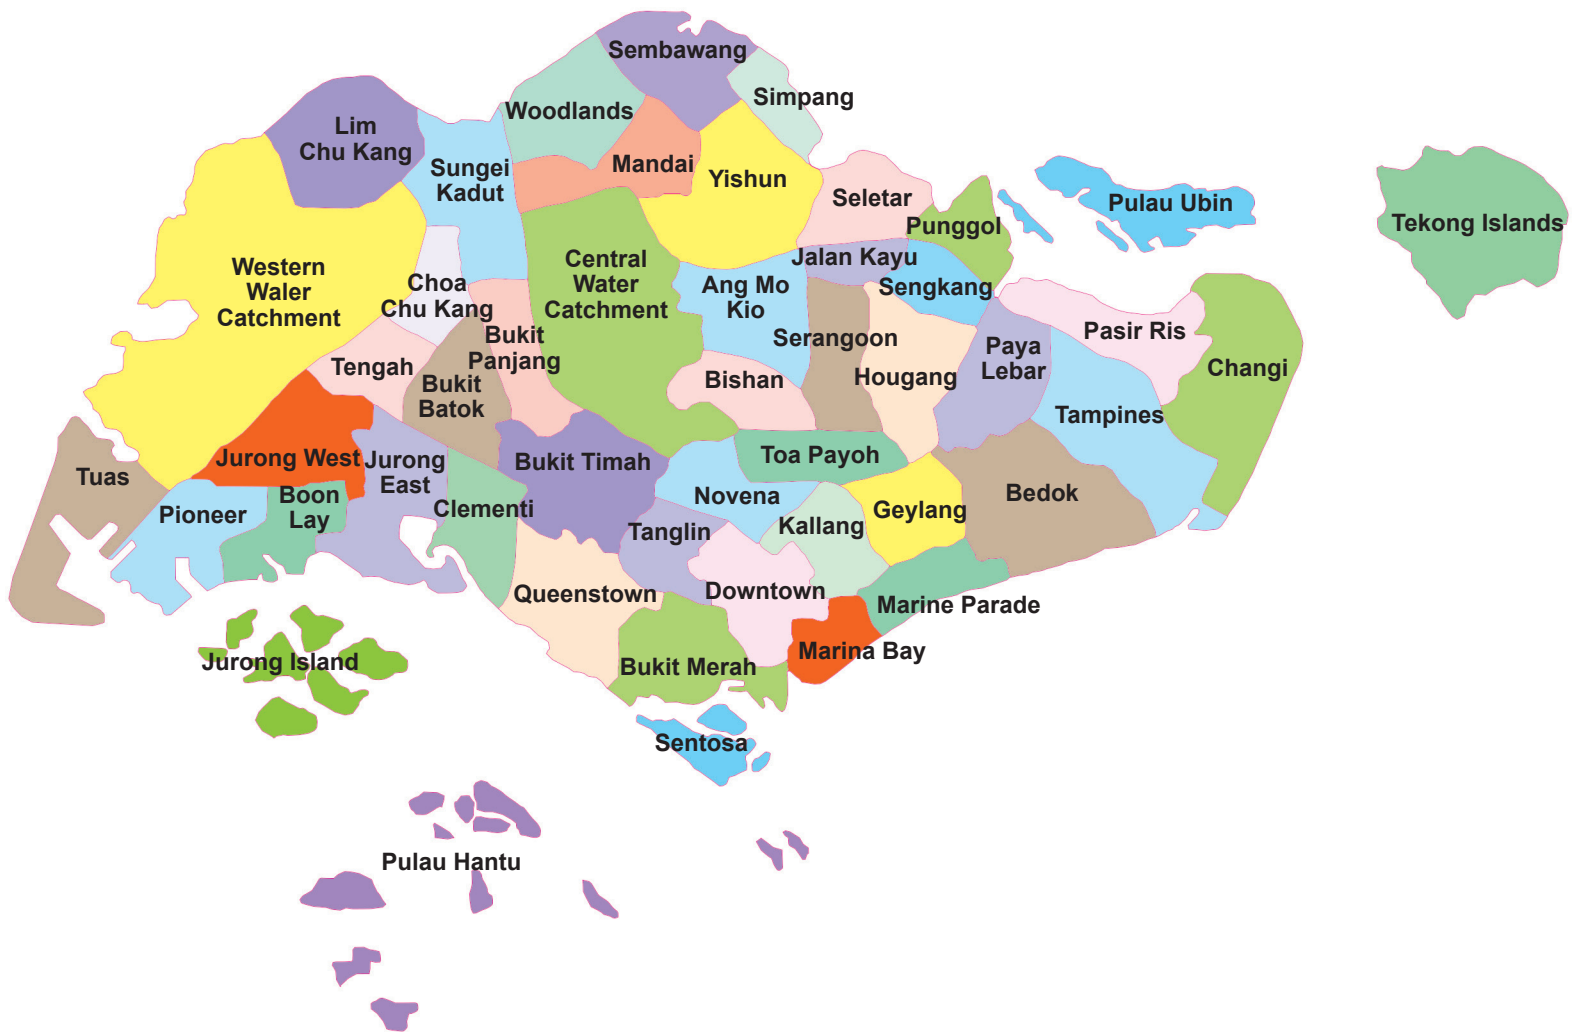 Sembawang
Simpang
Woodlands
Lim
Chu Kang
Sungei
Kadut
Mandai
Yishun
Seletar
Punggol
Pulau Ubin
Tekong Islands
Western
Waler
Catchment
Choa
Chu Kang
Central
Water
Catchment
Jalan Kayu
Ang Mo
Kio
Sengkang
Bukit
Panjang
Serangoon
Paya
Lebar
Pasir Ris
Tengah
Bukit
Batok
Bishan
Hougang
Changi
Tampines
Tuas
Jurong West
Jurong
East
Bukit Timah
Toa Payoh
Pioneer
Boon
Lay
Clementi
Novena
Bedok
Tanglin
Kallang
Geylang
Queenstown
Downtown
Marine Parade
Jurong Island
Bukit Merah
Marina Bay
Sentosa
Pulau Hantu